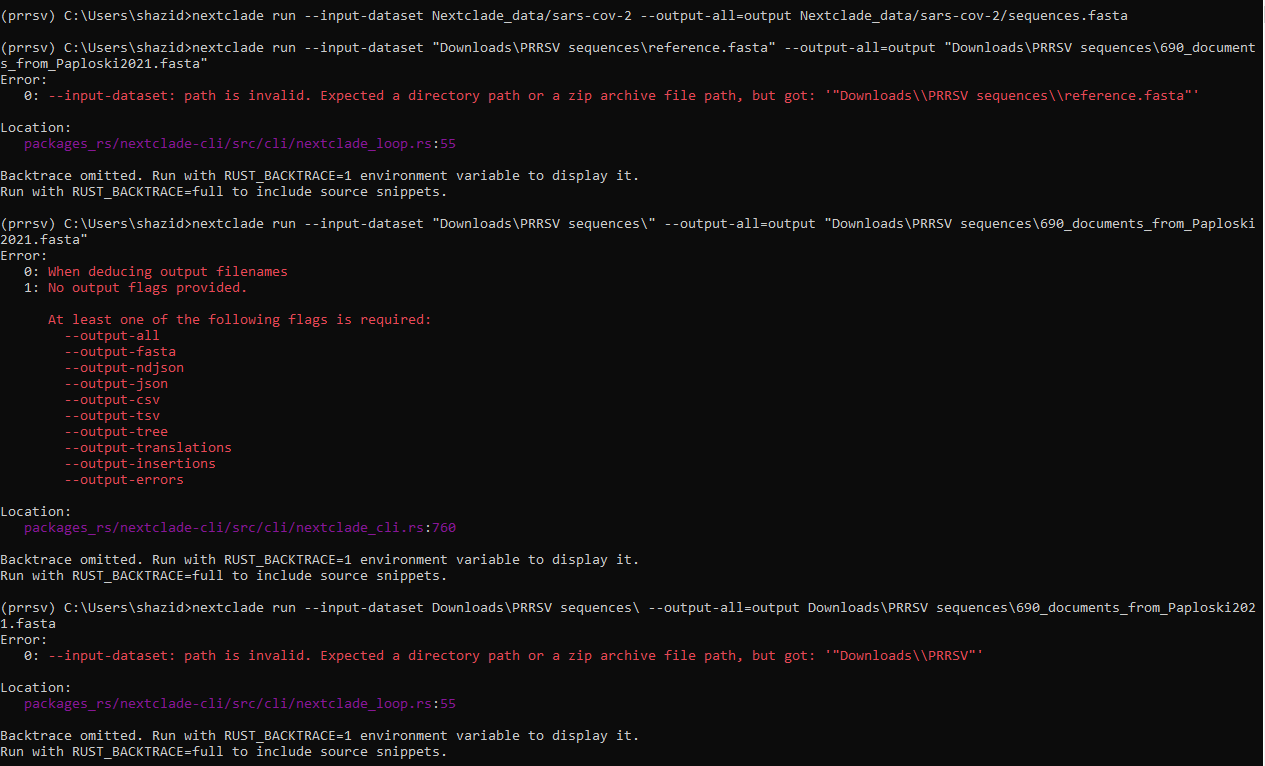 (prrsv) C:\Users\shazid>nextclade run --input-dataset Nextclade_data/sars-cov-2 --output-all=output Nextclade_data/sars-cov-2/sequences.fasta
(prrsv) C:\Users\shazid>nextclade run --input-dataset "Downloads\PRRSV sequences\reference.fasta" --output-all=output "Downloads\PRRSV sequences\690_document
s_from_Paploski2021.fasta"
Error:
   0: --input-dataset: path is invalid. Expected a directory path or a zip archive file path, but got: '"Downloads\\PRRSV sequences\\reference.fasta"'
Location:
   packages_rs/nextclade-cli/src/cli/nextclade_loop.rs:55
Backtrace omitted. Run with RUST_BACKTRACE=1 environment variable to display it.
Run with RUST_BACKTRACE=full to include source snippets.
(prrsv) C:\Users\shazid>nextclade run --input-dataset "Downloads\PRRSV sequences\" --output-all=output "Downloads\PRRSV sequences\690_documents_from_Paploski
2021.fasta"
Error:
   0: When deducing output filenames
   1: No output flags provided.
      At least one of the following flags is required:
        --output-all
        --output-fasta
        --output-ndjson
        --output-json
        --output-csv
        --output-tsv
        --output-tree
        --output-translations
        --output-insertions
        --output-errors
Location:
   packages_rs/nextclade-cli/src/cli/nextclade_cli.rs:760
Backtrace omitted. Run with RUST_BACKTRACE=1 environment variable to display it.
Run with RUST_BACKTRACE=full to include source snippets.
(prrsv) C:\Users\shazid>nextclade run --input-dataset Downloads\PRRSV sequences\ --output-all=output Downloads\PRRSV sequences\690_documents_from_Paploski202
1.fasta
Error:
   0: --input-dataset: path is invalid. Expected a directory path or a zip archive file path, but got: '"Downloads\\PRRSV"'
Location:
   packages_rs/nextclade-cli/src/cli/nextclade_loop.rs:55
Backtrace omitted. Run with RUST_BACKTRACE=1 environment variable to display it.
Run with RUST_BACKTRACE=full to include source snippets.